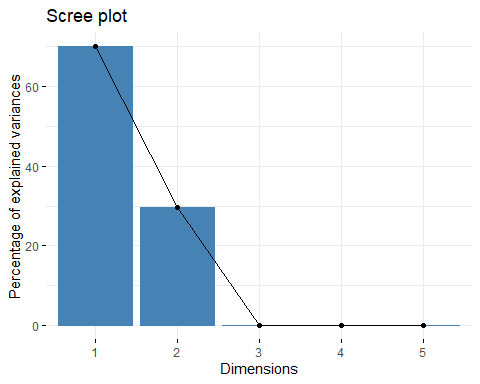 Scree plot
Percentage of explained variances
60
40
20
0
1 2 3 4 5
Dimensions